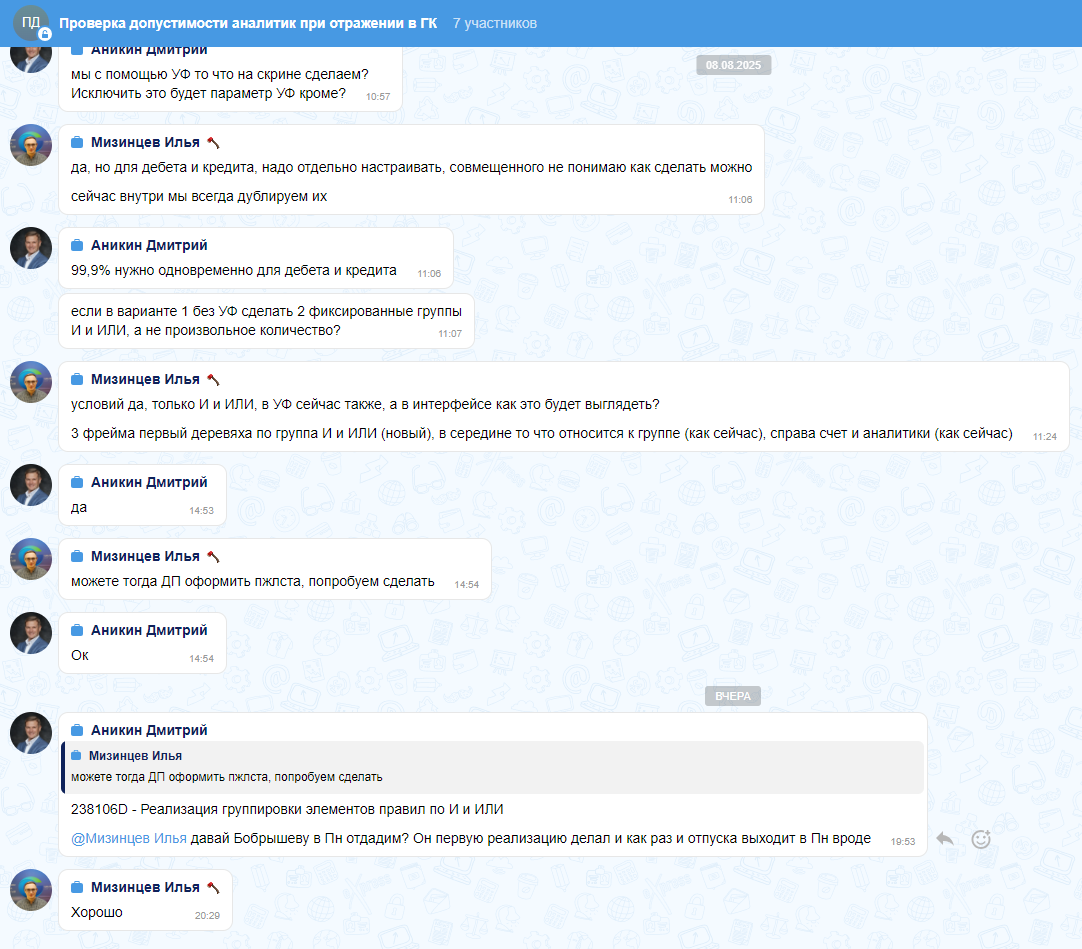 ПД
Проверка допустимости аналитик при отражении в ГК 7 участников
Аникин Дмитрий
08.08.2025
мы с помощью УФ то что на скрине сделаем?
Исключить это будет параметр УФ кроме? 10:57
Мизинцев Илья
да, но для дебета и кредита, надо отдельно настраивать, совмещенного не понимаю как сделать можно
сейчас внутри мы всегда дублируем их 11:06
Аникин Дмитрий
99,9% нужно одновременно для дебета и кредита 11:06
если в варианте 1 без УФ сделать 2 фиксированные группы
И и ИЛИ, а не произвольное количество? 11:07
Мизинцев Илья
условий да, только И и ИЛИ, в УФ сейчас также, а в интерфейсе как это будет выглядеть?
3 фрейма первый деревяха по группа И и ИЛИ (новый), в середине то что относится к группе (как сейчас), справа счет и аналитики (как сейчас) 11:24
Аникин Дмитрий
да 14:53
Мизинцев Илья
можете тогда ДП оформить пжлста, попробуем сделать 14:54
Аникин Дмитрий
Ок 14:54
ВЧЕРА
Аникин Дмитрий
Мизинцев Илья
можете тогда ДП оформить пжлста, попробуем сделать
238106D - Реализация группировки элементов правил по И и ИЛИ
@Мизинцев Илья давай Бобрышеву в Пн отдадим? Он первую реализацию делал и как раз и отпуска выходит в Пн вроде 19:53
Мизинцев Илья
Хорошо 20:29